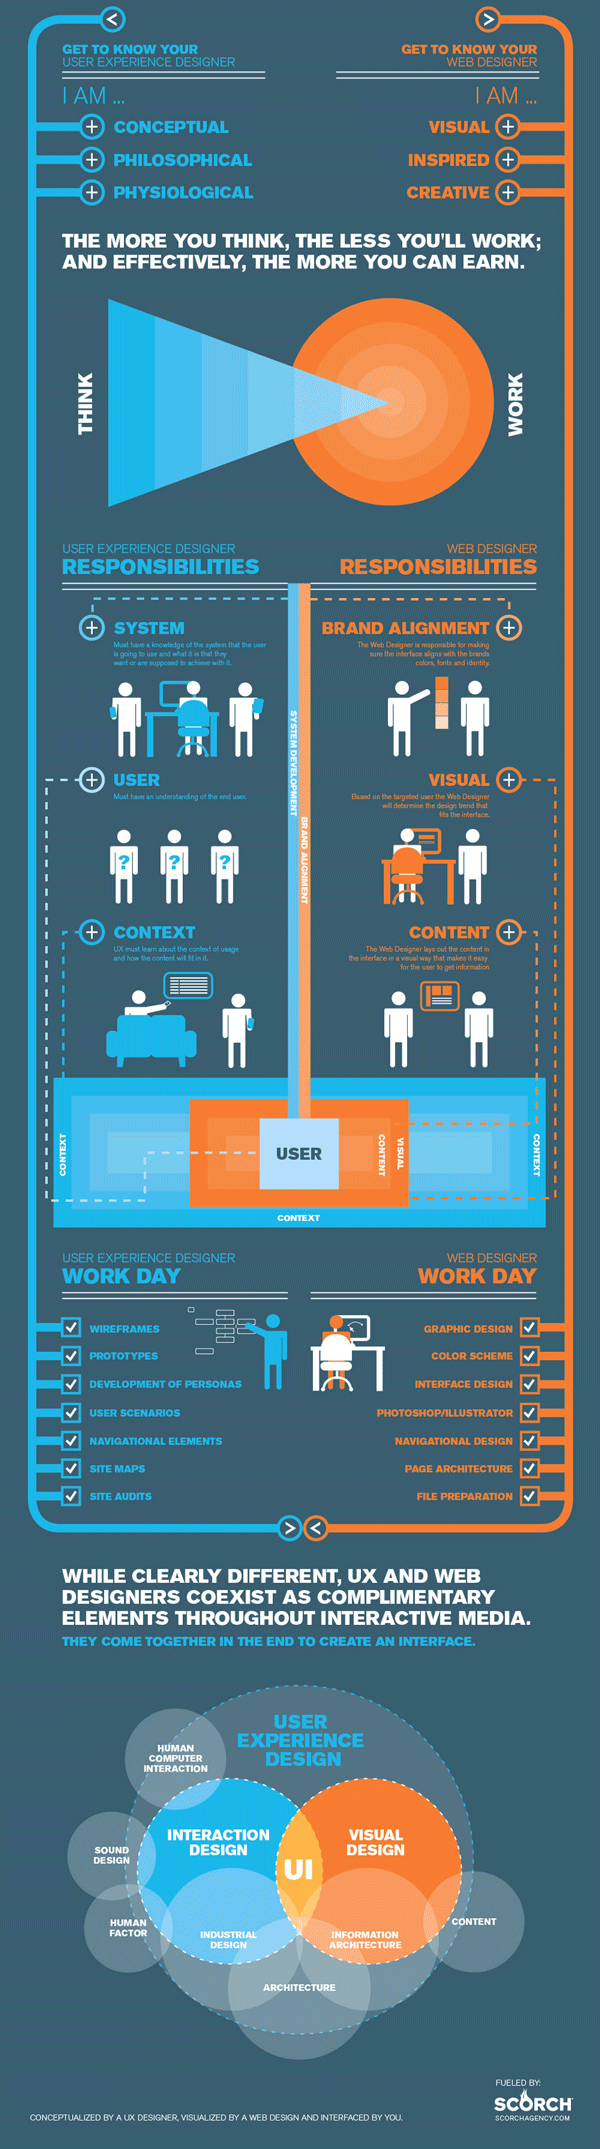 GET TO KNOW YOUR
USER EXPERIENCE DESIGNER
I AM ...
CONCEPTUAL
PHILOSOPHICAL
PHYSIOLOGICAL
GET TO KNOW YOUR
WEB DESIGNER
I AM ...
VISUAL
INSPIRED
CREATIVE
THE MORE YOU THINK, THE LESS YOU'LL WORK;
AND EFFECTIVELY, THE MORE YOU CAN EARN.
THINK
WORK
USER EXPERIENCE DESIGNER
RESPONSIBILITIES
WEB DESIGNER
RESPONSIBILITIES
SYSTEM
Must have a knowledge of the system that the user
is going to use and what it is that they
want or are supposed to achieve with it.
BRAND ALIGNMENT
The Web Designer is responsible for making
sure the interface aligns with the brands
colors, fonts and identity.
SYSTEM DEVELOPMENT
BRAND ALIGNMENT
USER
Must have an understanding of the end user.
? ? ?
VISUAL
Based on the targeted user the Web Designer
will determine the design trend that
fits the interface.
CONTEXT
UX must learn about the context of usage
and how the content will fit in it.
CONTENT
The Web Designer lays out the content in
the interface in a visual way that makes it easy
for the user to get information
CONTEXT
USER
CONTENT
VISUAL
CONTEXT
CONTEXT
USER EXPERIENCE DESIGNER
WORK DAY
WIREFRAMES
PROTOTYPES
DEVELOPMENT OF PERSONAS
USER SCENARIOS
NAVIGATIONAL ELEMENTS
SITE MAPS
SITE AUDITS
WEB DESIGNER
WORK DAY
GRAPHIC DESIGN
COLOR SCHEME
INTERFACE DESIGN
PHOTOSHOP/ILLUSTRATOR
NAVIGATIONAL DESIGN
PAGE ARCHITECTURE
FILE PREPARATION
WHILE CLEARLY DIFFERENT, UX AND WEB
DESIGNERS COEXIST AS COMPLIMENTARY
ELEMENTS THROUGHOUT INTERACTIVE MEDIA.
THEY COME TOGETHER IN THE END TO CREATE AN INTERFACE.
USER
EXPERIENCE
DESIGN
HUMAN
COMPUTER
INTERACTION
INTERACTION
DESIGN
VISUAL
DESIGN
UI
SOUND
DESIGN
HUMAN
FACTOR
INDUSTRIAL
DESIGN
INFORMATION
ARCHITECTURE
CONTENT
ARCHITECTURE
FUELED BY:
SCORCH
SCORCHAGENCY.COM
CONCEPTUALIZED BY A UX DESIGNER, VISUALIZED BY A WEB DESIGN AND INTERFACED BY YOU.